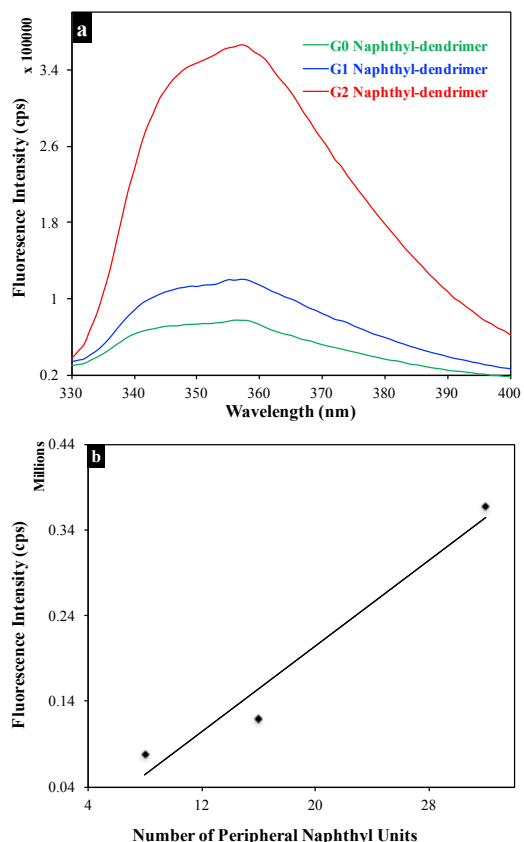 a
x 100000
Fluoresence Intensity (cps)
G0 Naphthyl-dendrimer
G1 Naphthyl-dendrimer
G2 Naphthyl-dendrimer
3.4
2.6
1.8
1
0.2
330 340 350 360 370 380 390 400
Wavelength (nm)
b
Millions
Fluorescence Intensity (cps)
0.44
0.34
0.24
0.14
0.04
4 12 20 28
Number of Peripheral Naphthyl Units